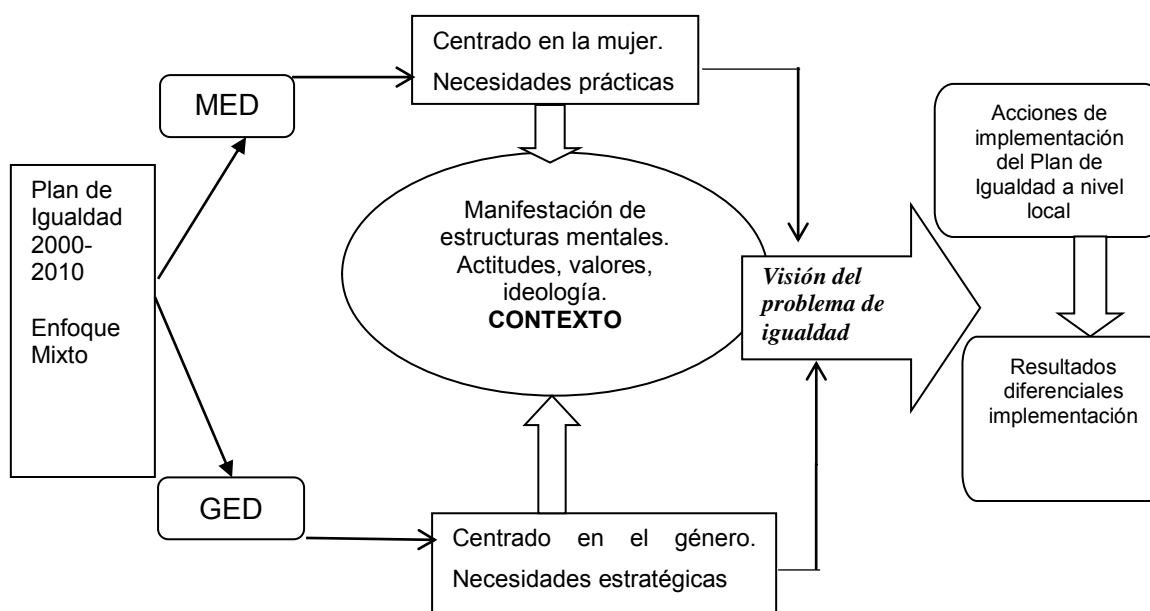 Centrado en la mujer.
Necesidades prácticas
MED
Acciones de
implementación
del Plan de
Igualdad a nivel
local
Plan de
Igualdad
2000-
2010
Enfoque
Mixto
Manifestación de
estructuras mentales.
Actitudes, valores,
ideología.
CONTEXTO
Visión del
problema de
igualdad
Resultados
diferenciales
implementación
GED
Centrado en el género.
Necesidades estratégicas